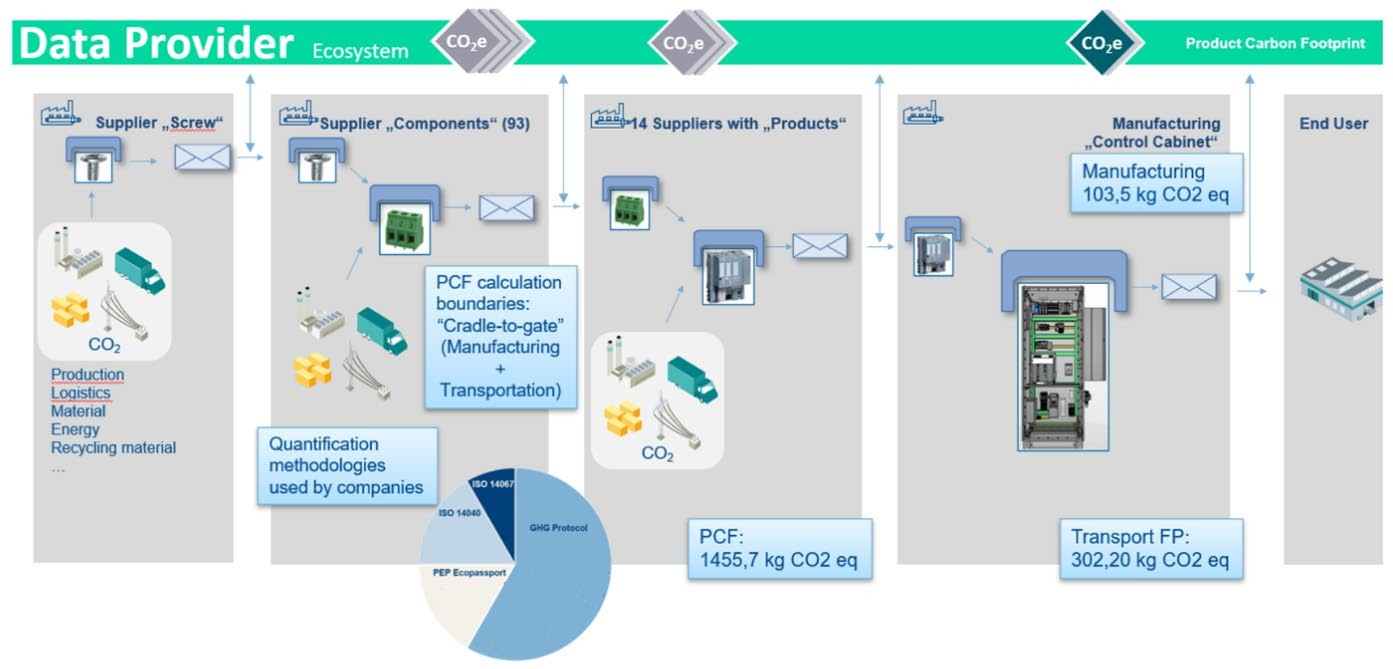 Data Provider Ecosystem
CO2e
CO2e
CO2e
Product Carbon Footprint
Supplier „Screw“
CO2
Production
Logistics
Material
Energy
Recycling material
...
Supplier „Components“ (93)
PCF calculation
boundaries:
“Cradle-to-gate”
(Manufacturing
+
Transportation)
Quantification
methodologies
used by companies
ISO 14067
ISO 14040
GHG Protocol
PEP Ecopassport
14 Suppliers with „Products“
CO2
PCF:
1455,7 kg CO2 eq
Manufacturing
„Control Cabinet“
Manufacturing
103,5 kg CO2 eq
Transport FP:
302,20 kg CO2 eq
End User